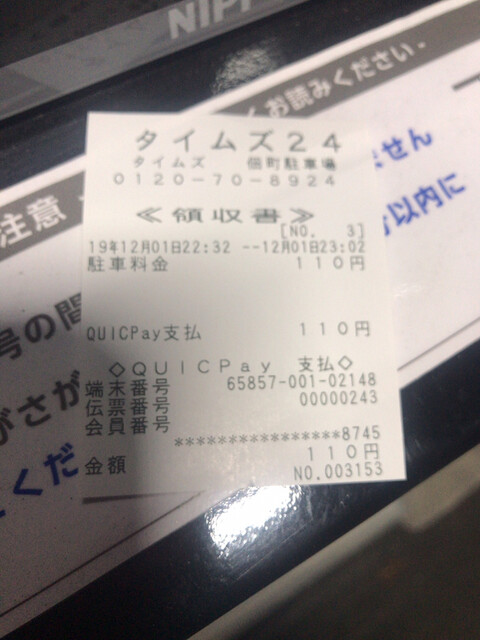 NIPP
くお読みください-
タイムズ24
タイムズ 佃町駐車場
0120-70-8924
≪領収書≫
[NO. 3]
19年12月01日22:32 --12月01日23:02
駐車料金 110円
QUICPay支払 110円
◇QUICPay 支払◇
端末番号 65857-001-02148
伝票番号 00000243
会員番号
****************8745
金額 110円
NO.003153
注意
ません
以内に
号の間
がさが
くだ